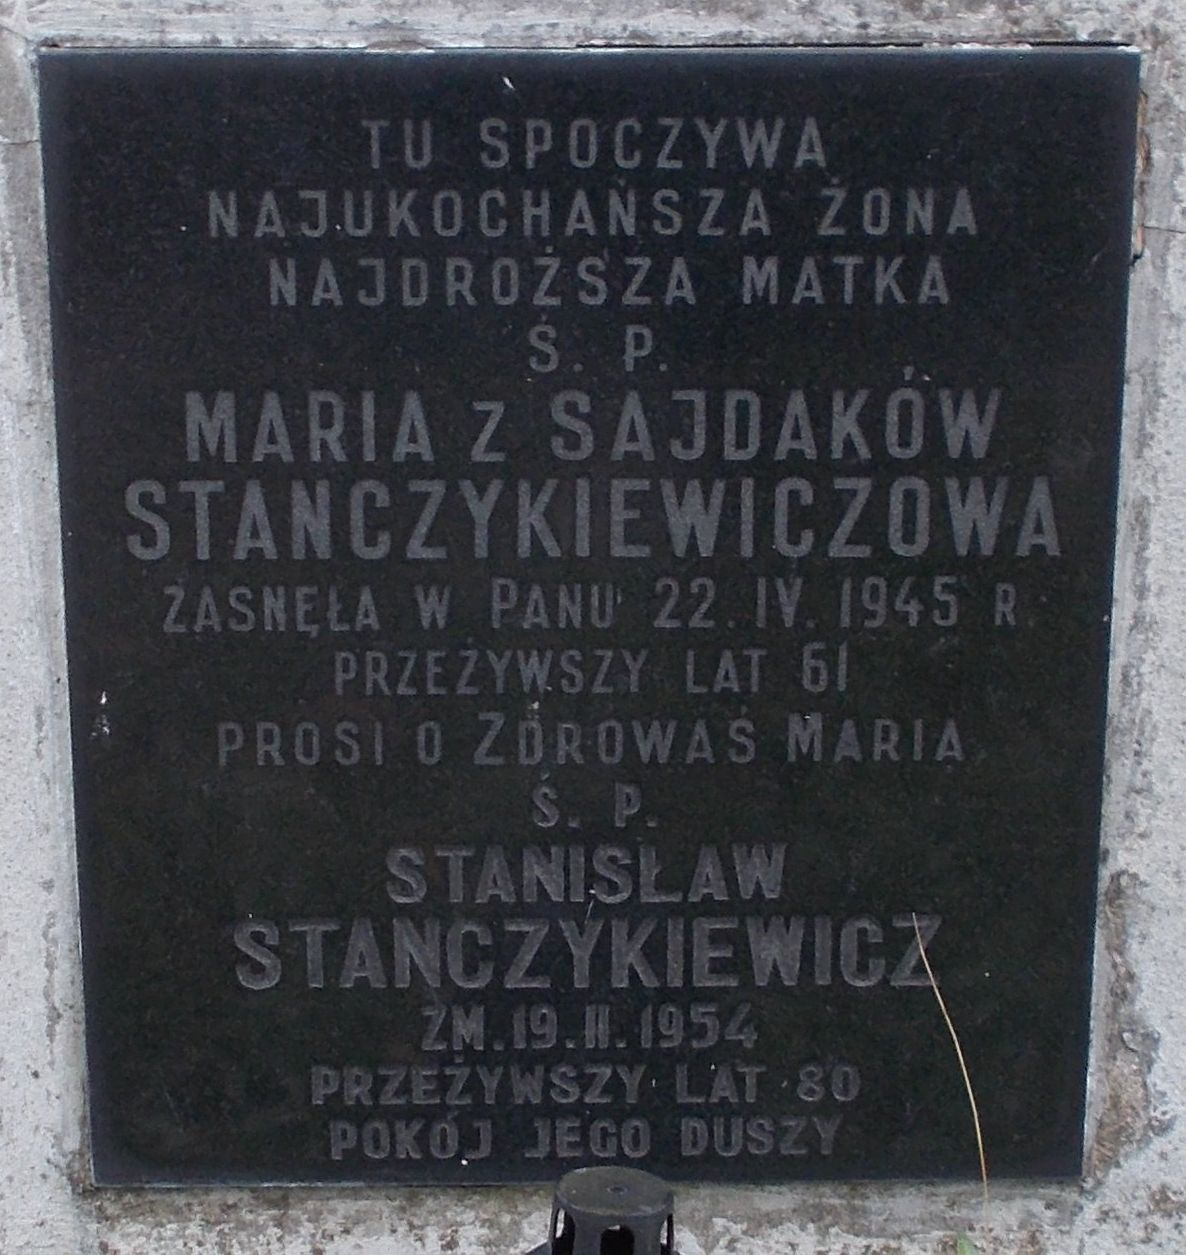 TU SPOCZYWA
NAJUKOCHAŃSZA ŻONA
NAJDROŻSZA MATKA
Ś. P.
MARIA Z SAJDAKÓW
STANCZYKIEWICZOWA
ZASNĘŁA W PANU 22. IV. 1945 R.
PRZEŻYWSZY LAT 61
PROSI O ZDROWAŚ MARIA
Ś. P.
STANISŁAW
STANCZYKIEWICZ
ZM. 19. II. 1954
PRZEŻYWSZY LAT 80
POKÓJ JEGO DUSZY